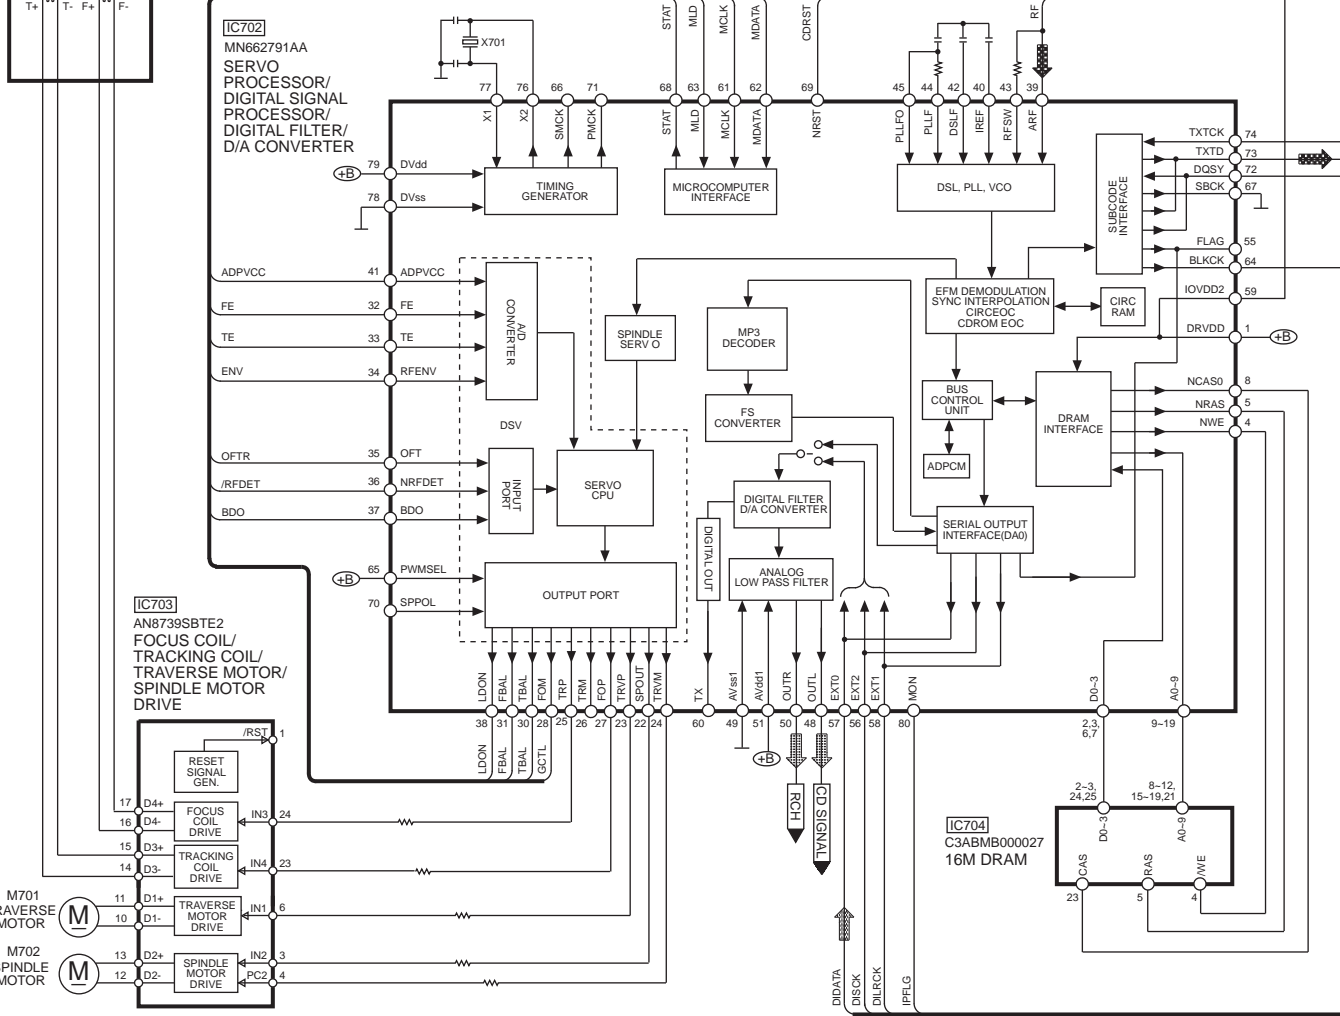 T+ T- F+ F-
IC702
MN662791AA
SERVO
PROCESSOR/
DIGITAL SIGNAL
PROCESSOR/
DIGITAL FILTER/
D/A CONVERTER
X701
STAT MLD MCLK MDATA CDRST RF
77 76 66 71 68 63 61 62 69 45 44 42 40 43 39
X1 X2 SMCK PMCK STAT MLD MCLK MDATA NRST PLLFO PLLF DSLF IREF RFSW ARF
TIMING
GENERATOR
MICROCOMPUTER
INTERFACE
DSL, PLL, VCO
SUBCODE
INTERFACE
+B 79 DVdd
78 DVss
TXTCK 74
TXTD 73
DQSY 72
SBCK 67
FLAG 55
BLKCK 64
IOVDD2 59
DRVDD 1 +B
NCAS0 8
NRAS 5
NWE 4
ADPVCC 41 ADPVCC
FE 32 FE
TE 33 TE
ENV 34 RFENV
OFTR 35 OFT
/RFDET 36 NRFDET
BDO 37 BDO
+B 65 PWMSEL
70 SPPOL
A/D
CONVERTER
DSV
INPUT
PORT
SERVO
CPU
OUTPUT PORT
SPINDLE
SERV O
MP3
DECODER
FS
CONVERTER
EFM DEMODULATION
SYNC INTERPOLATION
CIRCEOC
CDROM EOC
CIRC
RAM
BUS
CONTROL
UNIT
ADPCM
DRAM
INTERFACE
DIGITAL FILTER
D/A CONVERTER
DIGITAL OUT
ANALOG
LOW PASS FILTER
SERIAL OUTPUT
INTERFACE(DA0)
LDON FBAL TBAL FOM TRP TRM FOP TRVP SPOUT TRVM TX AVss1 AVdd1 OUTR OUTL EXT0 EXT2 EXT1 MON D0~3 A0~9
38 31 30 28 25 26 27 23 22 24 60 49 51 50 48 57 56 58 80
2,3,
6,7
9~19
LDON FBAL TBAL GCTL
+B
RCH
CD SIGNAL
DIDATA DISCK DILRCK IPFLG
IC703
AN8739SBTE2
FOCUS COIL/
TRACKING COIL/
TRAVERSE MOTOR/
SPINDLE MOTOR
DRIVE
/RST 1
RESET
SIGNAL
GEN.
17 D4+
16 D4-
FOCUS
COIL
DRIVE
IN3 24
15 D3+
14 D3-
TRACKING
COIL
DRIVE
IN4 23
M701
RAVERSE
MOTOR
M
11 D1+
10 D1-
TRAVERSE
MOTOR
DRIVE
IN1 6
M702
SPINDLE
MOTOR
M
13 D2+
12 D2-
SPINDLE
MOTOR
DRIVE
IN2 3
PC2 4
IC704
C3ABMB000027
16M DRAM
2~3,
24,25
8~12,
15~19,21
D0~3 A0~9
CAS RAS /WE
23 5 4